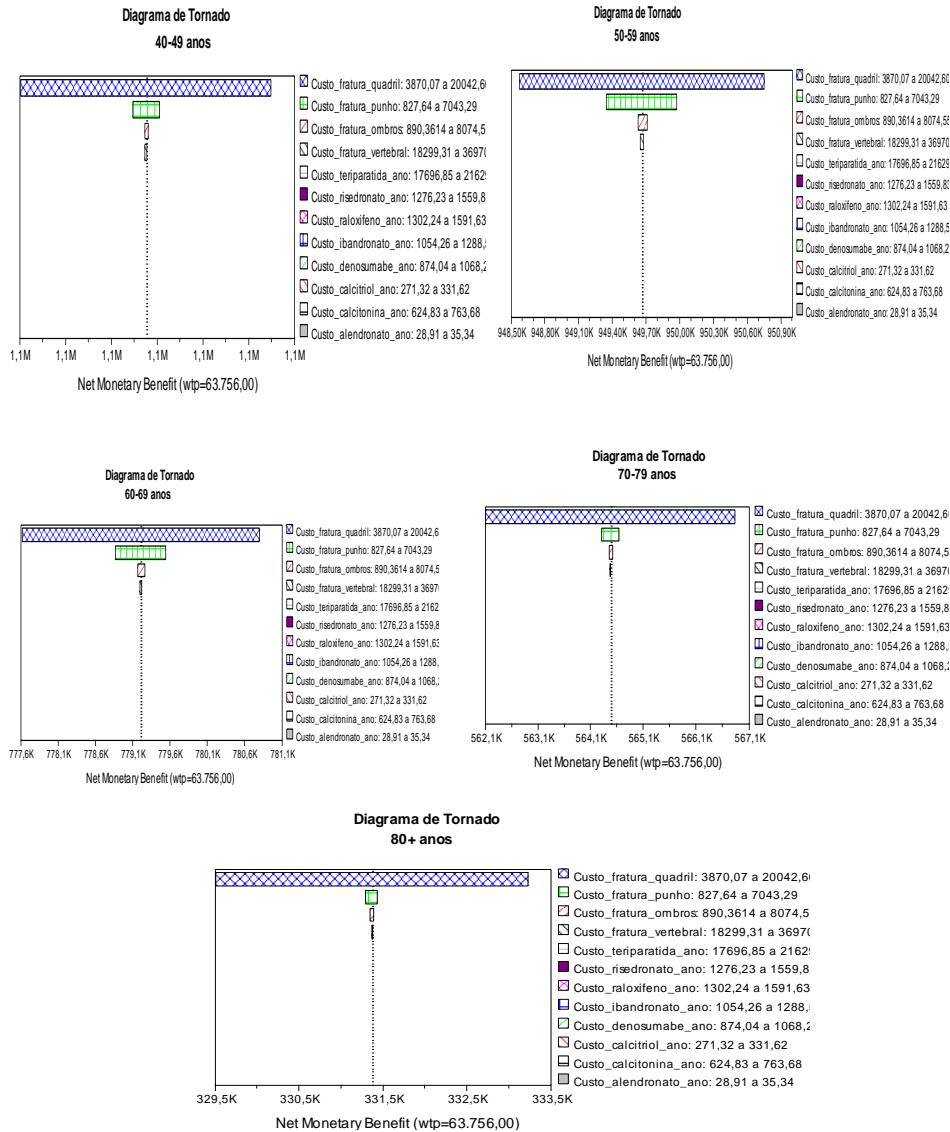 Diagrama de Tornado
40-49 anos
Custo_fratura_quadril: 3870,07 a 20042,60
Custo_fratura_punho: 827,64 a 7043,29
Custo_fratura_ombros: 890,3614 a 8074,5
Custo_fratura_vertebral: 18299,31 a 36970
Custo_teriparatida_ano: 17696,85 a 21629
Custo_risedronato_ano: 1276,23 a 1559,83
Custo_raloxifeno_ano: 1302,24 a 1591,63
Custo_ibandronato_ano: 1054,26 a 1288,
Custo_denosumabe_ano: 874,04 a 1068,2
Custo_calcitriol_ano: 271,32 a 331,62
Custo_calcitonina_ano: 624,83 a 763,68
Custo_alendronato_ano: 28,91 a 35,34
1,1M 1,1M 1,1M 1,1M 1,1M 1,1M 1,1M
Net Monetary Benefit (wtp=63.756,00)
Diagrama de Tornado
50-59 anos
Custo_fratura_quadril: 3870,07 a 20042,60
Custo_fratura_punho: 827,64 a 7043,29
Custo_fratura_ombros: 890,3614 a 8074,55
Custo_fratura_vertebral: 18299,31 a 36970
Custo_teriparatida_ano: 17696,85 a 21629
Custo_risedronato_ano: 1276,23 a 1559,83
Custo_raloxifeno_ano: 1302,24 a 1591,63
Custo_ibandronato_ano: 1054,26 a 1288,5
Custo_denosumabe_ano: 874,04 a 1068,2
Custo_calcitriol_ano: 271,32 a 331,62
Custo_calcitonina_ano: 624,83 a 763,68
Custo_alendronato_ano: 28,91 a 35,34
948,50K 948,80K 949,10K 949,40K 949,70K 950,00K 950,30K 950,60K 950,90K
Net Monetary Benefit (wtp=63.756,00)
Diagrama de Tornado
60-69 anos
Custo_fratura_quadril: 3870,07 a 20042,6
Custo_fratura_punho: 827,64 a 7043,29
Custo_fratura_ombros: 890,3614 a 8074,5
Custo_fratura_vertebral: 18299,31 a 3697
Custo_teriparatida_ano: 17696,85 a 2162
Custo_risedronato_ano: 1276,23 a 1559,8
Custo_raloxifeno_ano: 1302,24 a 1591,63
Custo_ibandronato_ano: 1054,26 a 1288,
Custo_denosumabe_ano: 874,04 a 1068,
Custo_calcitriol_ano: 271,32 a 331,62
Custo_calcitonina_ano: 624,83 a 763,68
Custo_alendronato_ano: 28,91 a 35,34
777,6K 778,1K 778,6K 779,1K 779,6K 780,1K 780,6K 781,1K
Net Monetary Benefit (wtp=63.756,00)
Diagrama de Tornado
70-79 anos
Custo_fratura_quadril: 3870,07 a 20042,6
Custo_fratura_punho: 827,64 a 7043,29
Custo_fratura_ombros: 890,3614 a 8074,5
Custo_fratura_vertebral: 18299,31 a 36970
Custo_teriparatida_ano: 17696,85 a 2162
Custo_risedronato_ano: 1276,23 a 1559,8
Custo_raloxifeno_ano: 1302,24 a 1591,63
Custo_ibandronato_ano: 1054,26 a 1288,
Custo_denosumabe_ano: 874,04 a 1068,2
Custo_calcitriol_ano: 271,32 a 331,62
Custo_calcitonina_ano: 624,83 a 763,68
Custo_alendronato_ano: 28,91 a 35,34
562,1K 563,1K 564,1K 565,1K 566,1K 567,1K
Net Monetary Benefit (wtp=63.756,00)
Diagrama de Tornado
80+ anos
Custo_fratura_quadril: 3870,07 a 20042,6
Custo_fratura_punho: 827,64 a 7043,29
Custo_fratura_ombros: 890,3614 a 8074,5
Custo_fratura_vertebral: 18299,31 a 36970
Custo_teriparatida_ano: 17696,85 a 2162
Custo_risedronato_ano: 1276,23 a 1559,8
Custo_raloxifeno_ano: 1302,24 a 1591,63
Custo_ibandronato_ano: 1054,26 a 1288,
Custo_denosumabe_ano: 874,04 a 1068,2
Custo_calcitriol_ano: 271,32 a 331,62
Custo_calcitonina_ano: 624,83 a 763,68
Custo_alendronato_ano: 28,91 a 35,34
329,5K 330,5K 331,5K 332,5K 333,5K
Net Monetary Benefit (wtp=63.756,00)